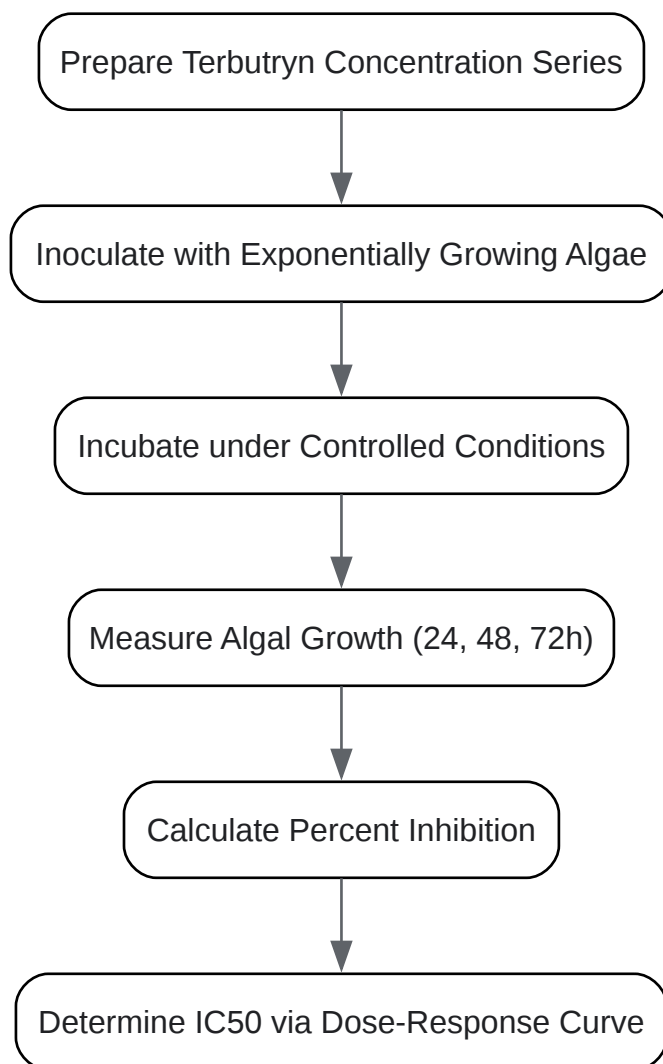 Prepare Terbutryn Concentration Series
Inoculate with Exponentially Growing Algae
Incubate under Controlled Conditions
Measure Algal Growth (24, 48, 72h)
Calculate Percent Inhibition
Determine IC50 via Dose-Response Curve